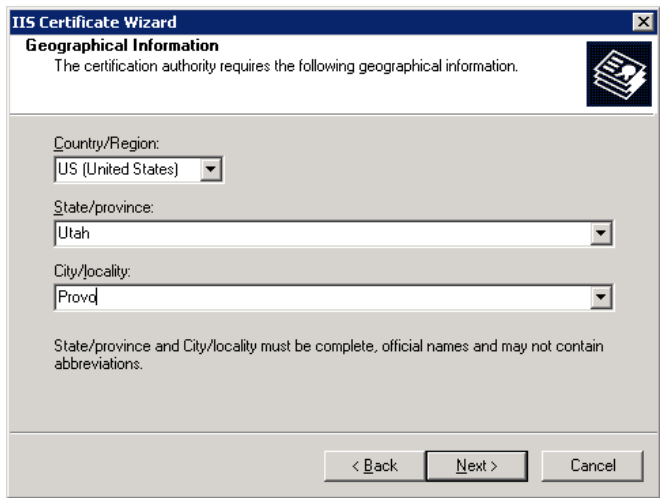 IIS Certificate Wizard
Geographical Information
The certification authority requires the following geographical information.
Country/Region:
US (United States)
State/province:
Utah
City/locality:
Provo
State/province and City/locality must be complete, official names and may not contain
abbreviations.
< Back
Next >
Cancel